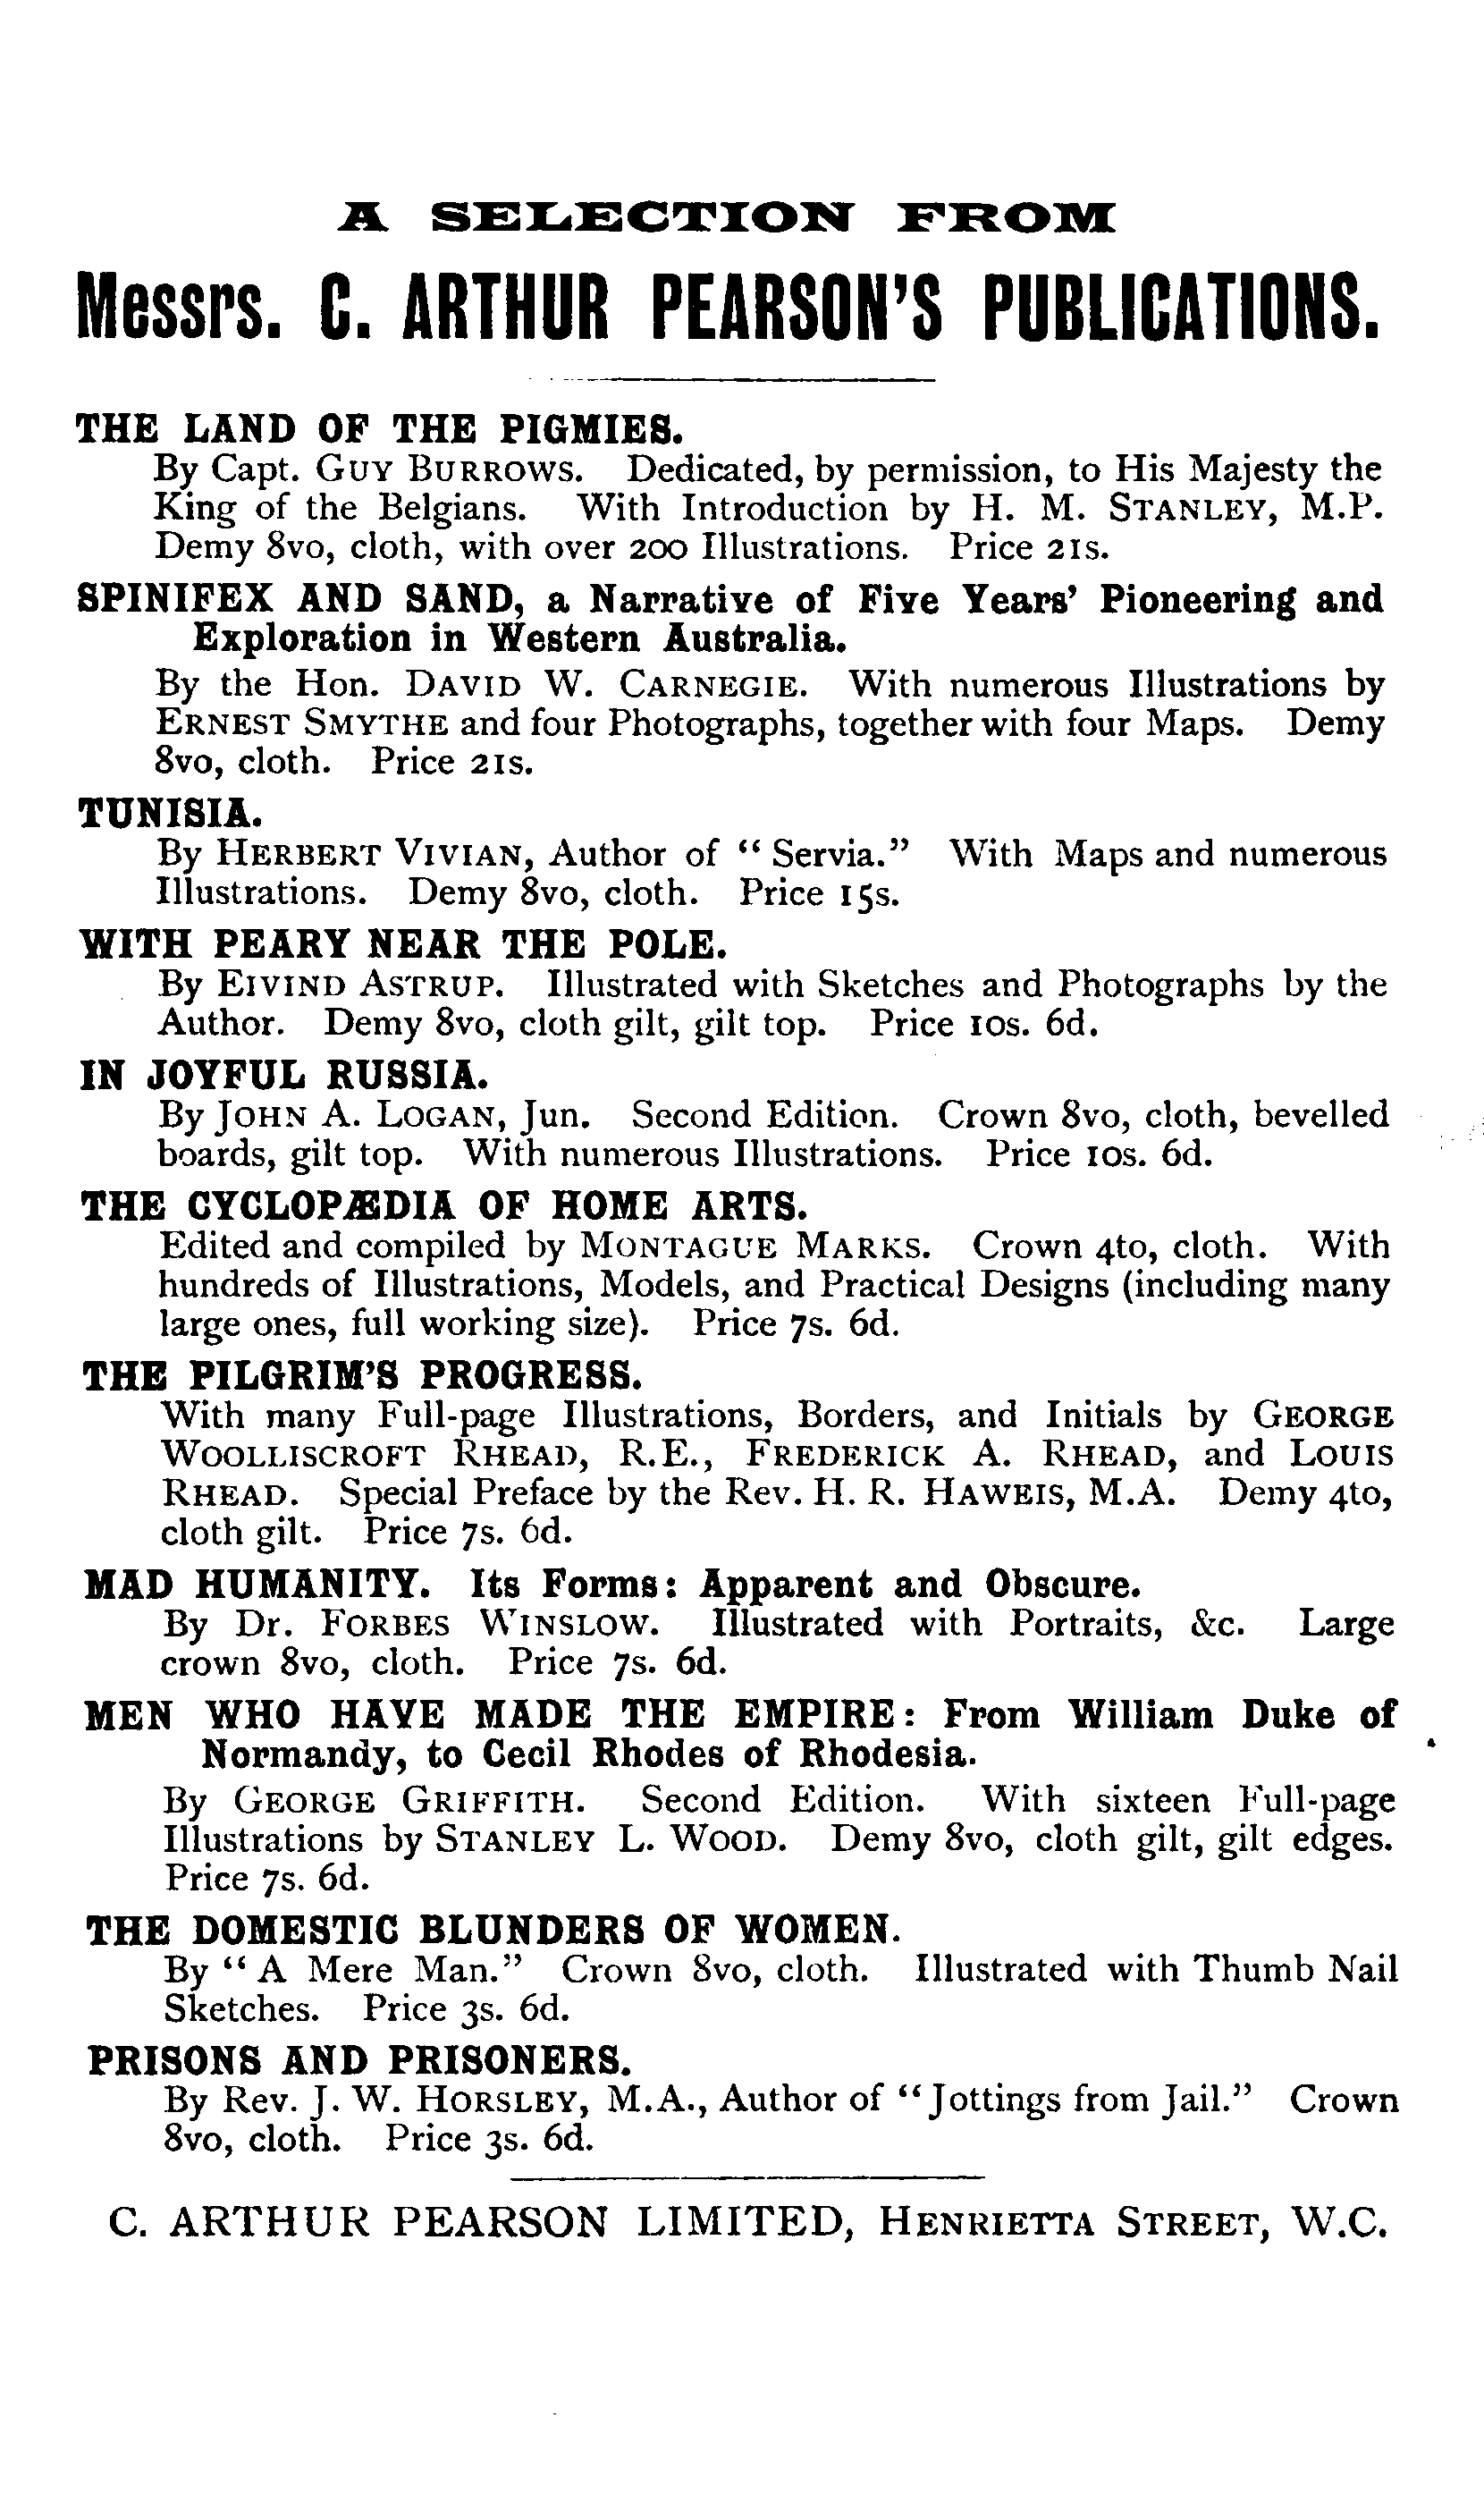 A SELECTION FROM
Messrs. C. ARTHUR PEARSON'S PUBLICATIONS.
THE LAND OF THE PIGMIES.
By Capt. GUY BURROWS. Dedicated, by permission, to His Majesty the
King of the Belgians. With Introduction by H. M. STANLEY, M.P.
Demy 8vo, cloth, with over 200 Illustrations. Price 21s.
SPINIFEX AND SAND, a Narrative of Five Years' Pioneering and
Exploration in Western Australia.
By the Hon. DAVID W. CARNEGIE. With numerous Illustrations by
ERNEST SMYTHE and four Photographs, together with four Maps. Demy
8vo, cloth. Price 21s.
TUNISIA.
By HERBERT VIVIAN, Author of "Servia." With Maps and numerous
Illustrations. Demy 8vo, cloth. Price 15s.
WITH PEARY NEAR THE POLE.
By EIVIND ASTRUP. Illustrated with Sketches and Photographs by the
Author. Demy 8vo, cloth gilt, gilt top. Price 10s. 6d.
IN JOYFUL RUSSIA.
By JOHN A. LOGAN, Jun. Second Edition. Crown 8vo, cloth, bevelled
boards, gilt top. With numerous Illustrations. Price 10s. 6d.
THE CYCLOPÆDIA OF HOME ARTS.
Edited and compiled by MONTAGUE MARKS. Crown 4to, cloth. With
hundreds of Illustrations, Models, and Practical Designs (including many
large ones, full working size). Price 7s. 6d.
THE PILGRIM'S PROGRESS.
With many Full-page Illustrations, Borders, and Initials by GEORGE
WOOLLISCROFT RHEAD, R.E., FREDERICK A. RHEAD, and LOUIS
RHEAD. Special Preface by the Rev. H. R. HAWEIS, M.A. Demy 4to,
cloth gilt. Price 7s. 6d.
MAD HUMANITY. Its Forms: Apparent and Obscure.
By Dr. FORBES WINSLOW. Illustrated with Portraits, &c. Large
crown 8vo, cloth. Price 7s. 6d.
MEN WHO HAVE MADE THE EMPIRE: From William Duke of
Normandy, to Cecil Rhodes of Rhodesia.
By GEORGE GRIFFITH. Second Edition. With sixteen Full-page
Illustrations by STANLEY L. WOOD. Demy 8vo, cloth gilt, gilt edges.
Price 7s. 6d.
THE DOMESTIC BLUNDERS OF WOMEN.
By "A Mere Man." Crown 8vo, cloth. Illustrated with Thumb Nail
Sketches. Price 3s. 6d.
PRISONS AND PRISONERS.
By Rev. J. W. HORSLEY, M.A., Author of "Jottings from Jail." Crown
8vo, cloth. Price 3s. 6d.
C. ARTHUR PEARSON LIMITED, HENRIETTA STREET, W.C.